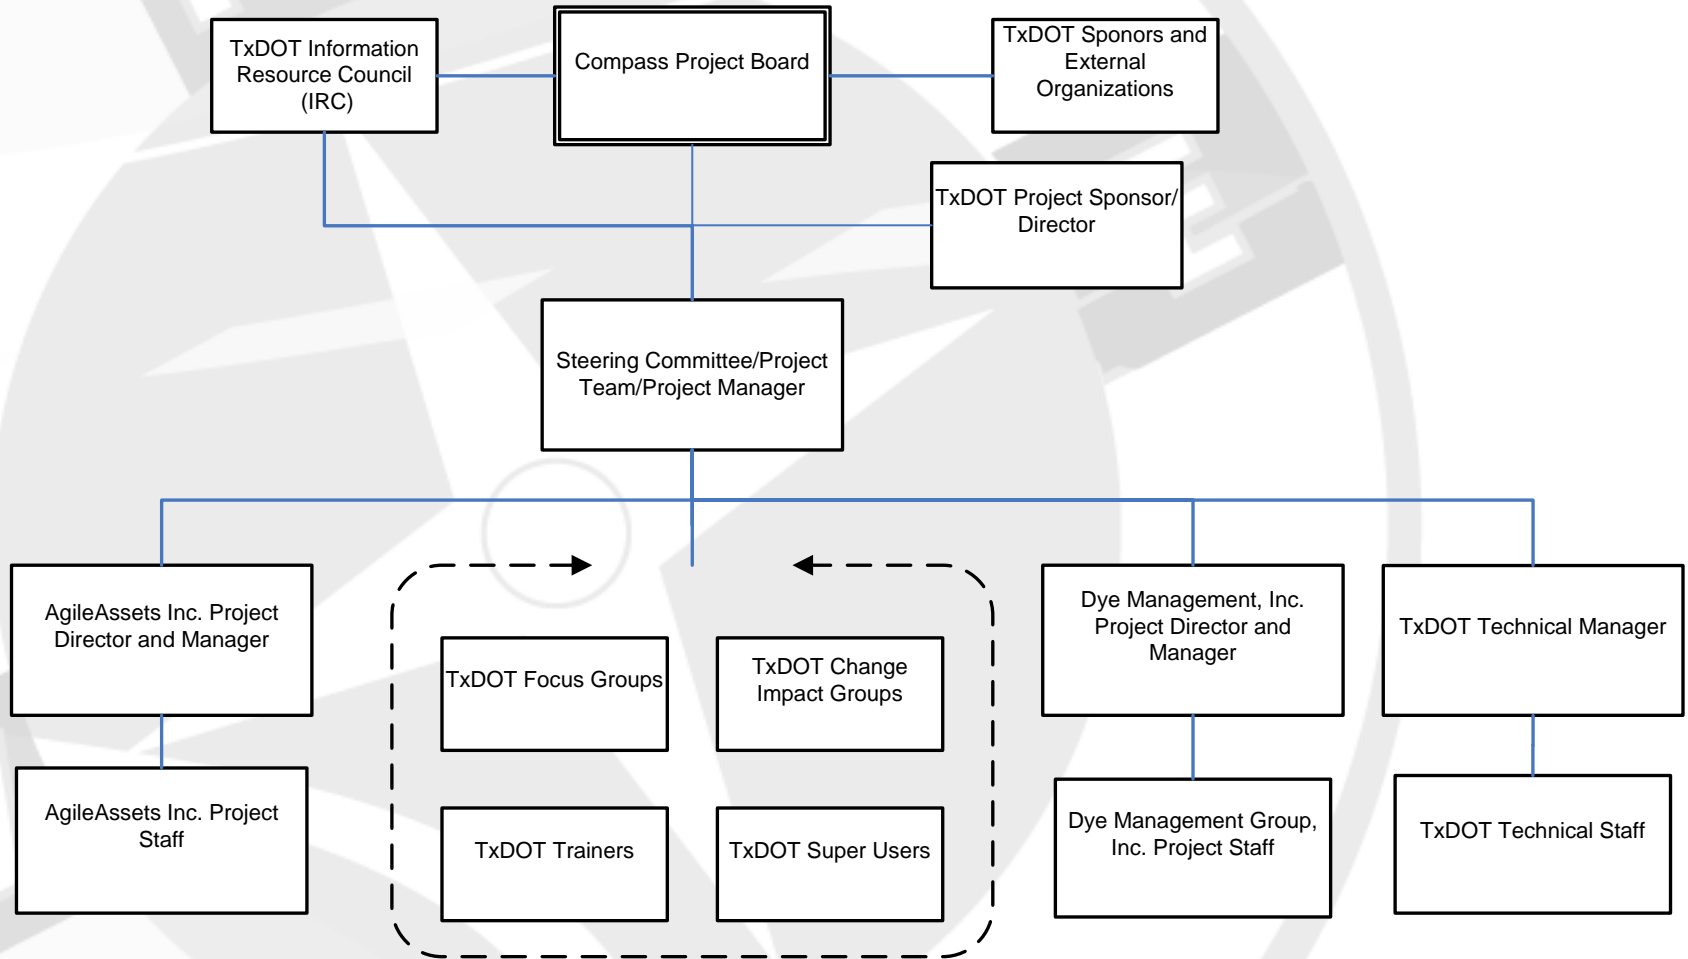 TxDOT Information
Resource Council
(IRC)
Compass Project Board
TxDOT Sponors and
External
Organizations
TxDOT Project Sponsor/
Director
Steering Committee/Project
Team/Project Manager
AgileAssets Inc. Project
Director and Manager
TxDOT Focus Groups
TxDOT Change
Impact Groups
Dye Management, Inc.
Project Director and
Manager
TxDOT Technical Manager
AgileAssets Inc. Project
Staff
TxDOT Trainers
TxDOT Super Users
Dye Management Group,
Inc. Project Staff
TxDOT Technical Staff